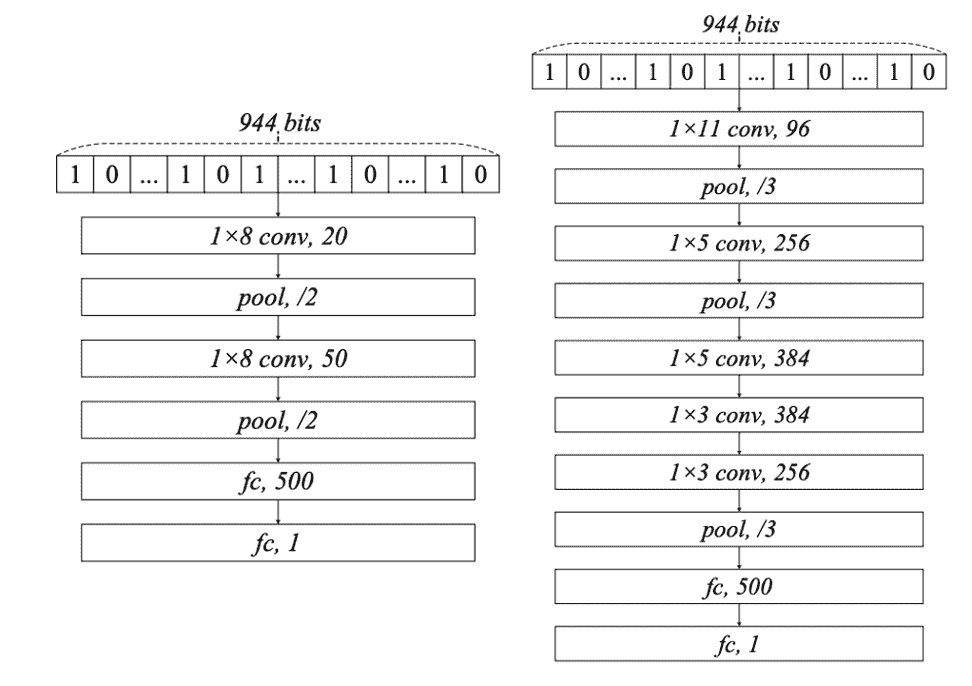 944 bits
1 0 ... 1 0 1 ... 1 0 ... 1 0
1×8 conv, 20
pool, /2
1×8 conv, 50
pool, /2
fc, 500
fc, 1
944 bits
1 0 ... 1 0 1 ... 1 0 ... 1 0
1×11 conv, 96
pool, /3
1×5 conv, 256
pool, /3
1×5 conv, 384
1×3 conv, 384
1×3 conv, 256
pool, /3
fc, 500
fc, 1